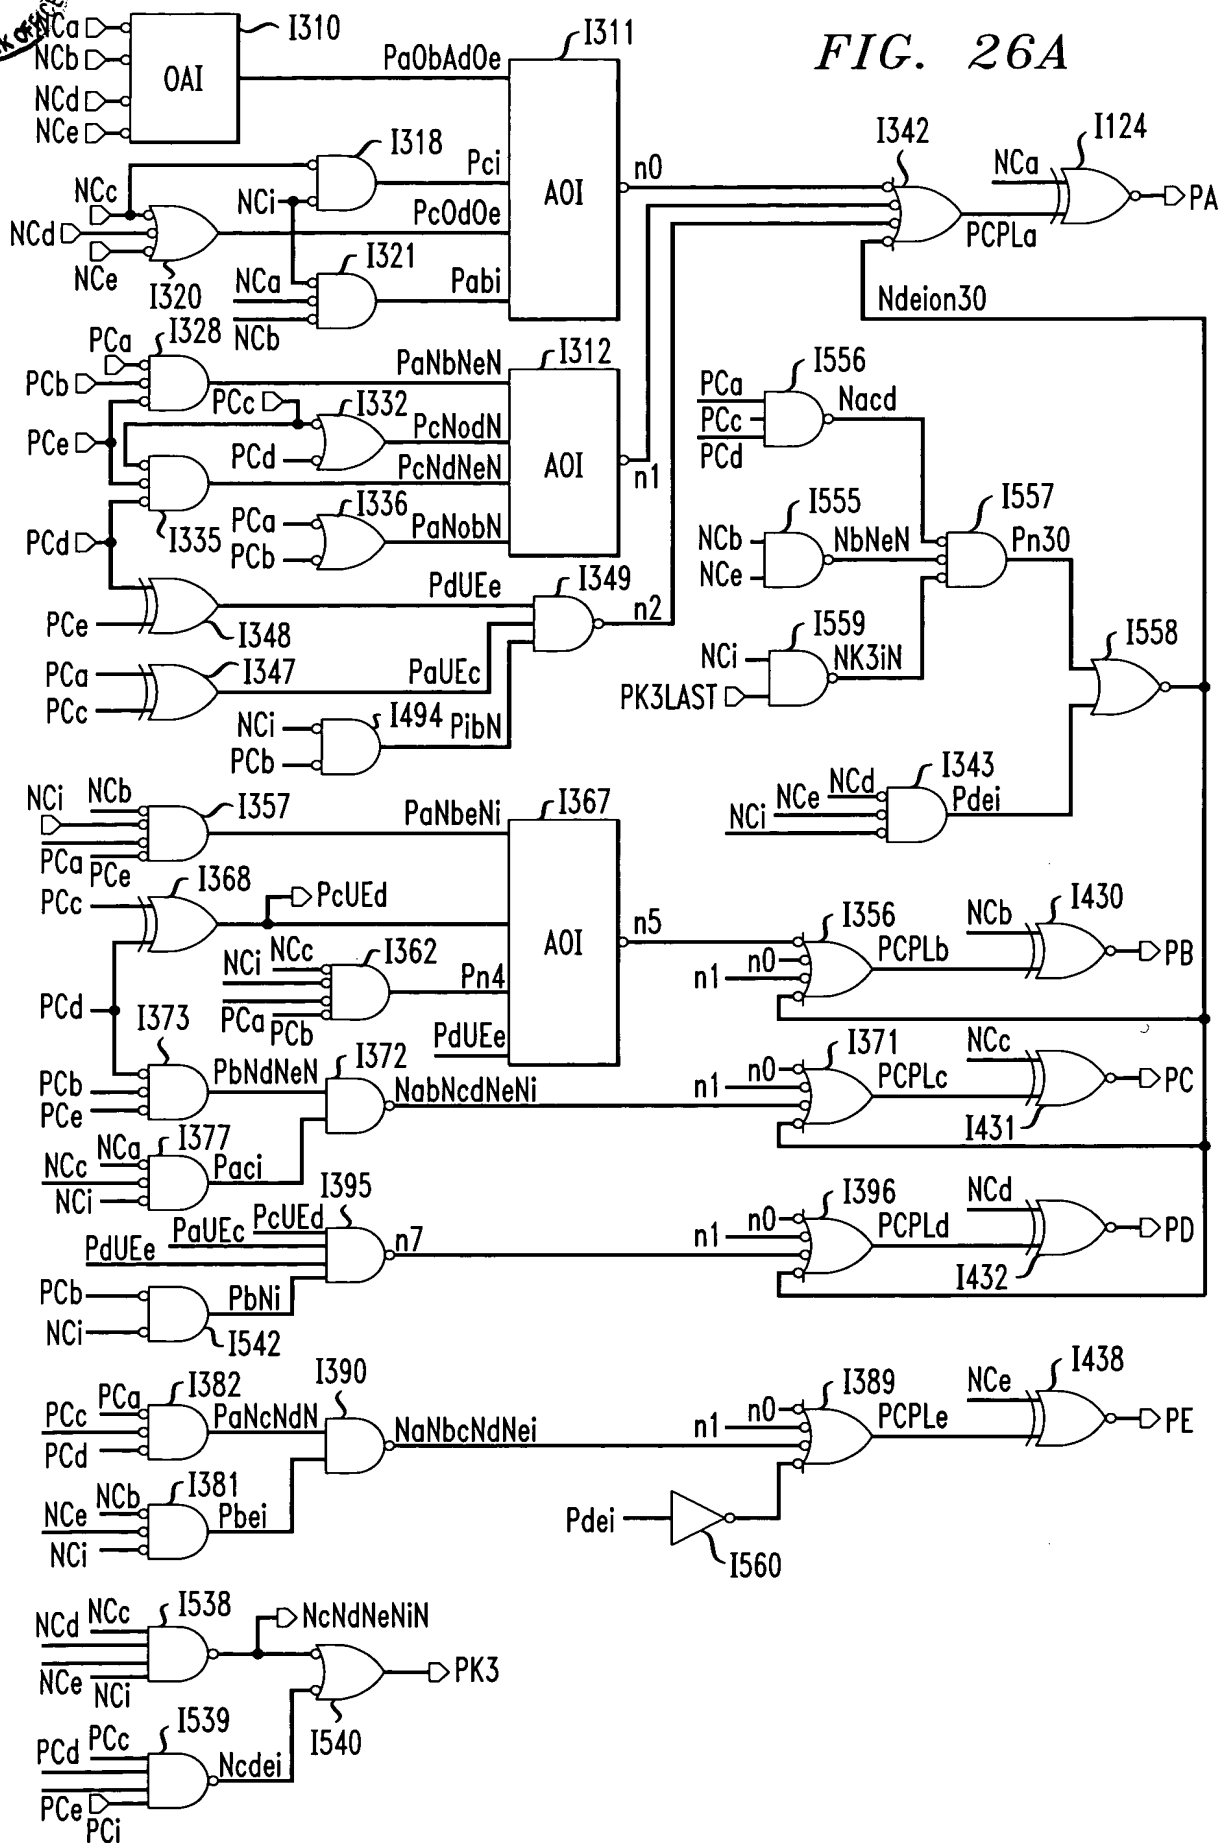 K OFFICE
FIG. 26A
NCa
I310
NCb
OAI
NCd
NCe
PaObAdOe
I311
AOI
n0
I318
NCc
NCi
Pci
NCd
PcOdOe
NCe
I320
I321
NCa
Pabi
NCb
I342
NCa
I124
PA
PCPLa
Ndeion30
I328
PCa
PCb
PaNbNeN
I312
AOI
n1
PCc
I332
PCe
PcNodN
PCd
PcNdNeN
I335
I336
PCa
PaNobN
PCb
PCd
PdUEe
I349
n2
PCe
I348
PCa
I347
PaUEc
PCc
NCi
I494
PibN
PCb
I556
PCa
Nacd
PCc
PCd
I555
NCb
NbNeN
NCe
I557
Pn30
I559
NCi
NK3iN
PK3LAST
I558
I343
NCd
NCe
Pdei
NCi
NCb
NCi
I357
PaNbeNi
I367
PCa
PCe
PCc
I368
PcUEd
AOI
n5
NCc
I362
NCi
Pn4
PCa
PCb
PCd
PdUEe
I373
PbNdNeN
I372
NabNcdNeNi
PCb
PCe
NCa
I377
NCc
Paci
NCi
I356
n0
n1
PCPLb
NCb
I430
PB
I371
n0
n1
PCPLc
NCc
I431
PC
I395
PcUEd
PaUEc
PdUEe
n7
PCb
PbNi
NCi
I542
I396
n0
n1
PCPLd
NCd
I432
PD
I382
PCa
PCc
PaNcNdN
PCd
I390
NaNbcNdNei
I381
NCb
NCe
Pbei
NCi
I389
n0
n1
PCPLe
NCe
I438
PE
Pdei
I560
I538
NCc
NCd
NcNdNeNiN
NCe
NCi
PK3
I540
I539
PCc
PCd
Ncdei
PCe
PCi